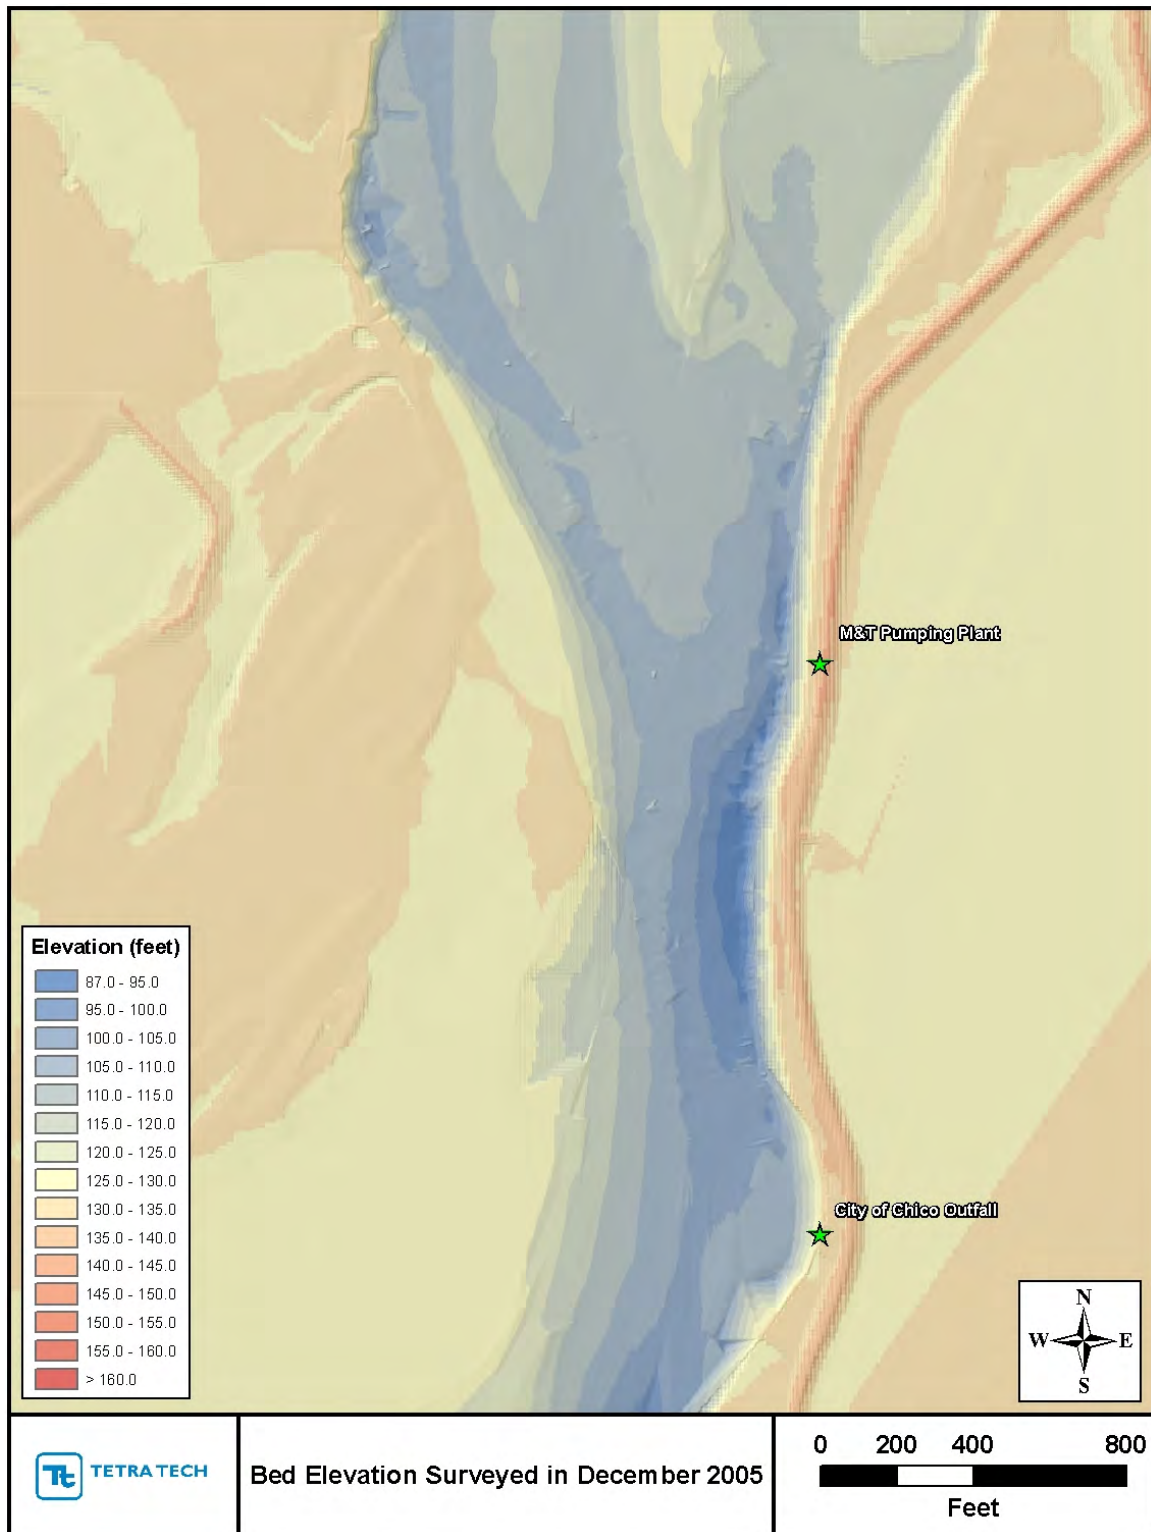 M&T Pumping Plant
City of Chico Outfall
Elevation (feet)
87.0 - 95.0
95.0 - 100.0
100.0 - 105.0
105.0 - 110.0
110.0 - 115.0
115.0 - 120.0
120.0 - 125.0
125.0 - 130.0
130.0 - 135.0
135.0 - 140.0
140.0 - 145.0
145.0 - 150.0
150.0 - 155.0
155.0 - 160.0
> 160.0
N
W E
S
Tt TETRA TECH
Bed Elevation Surveyed in December 2005
0 200 400 800
Feet